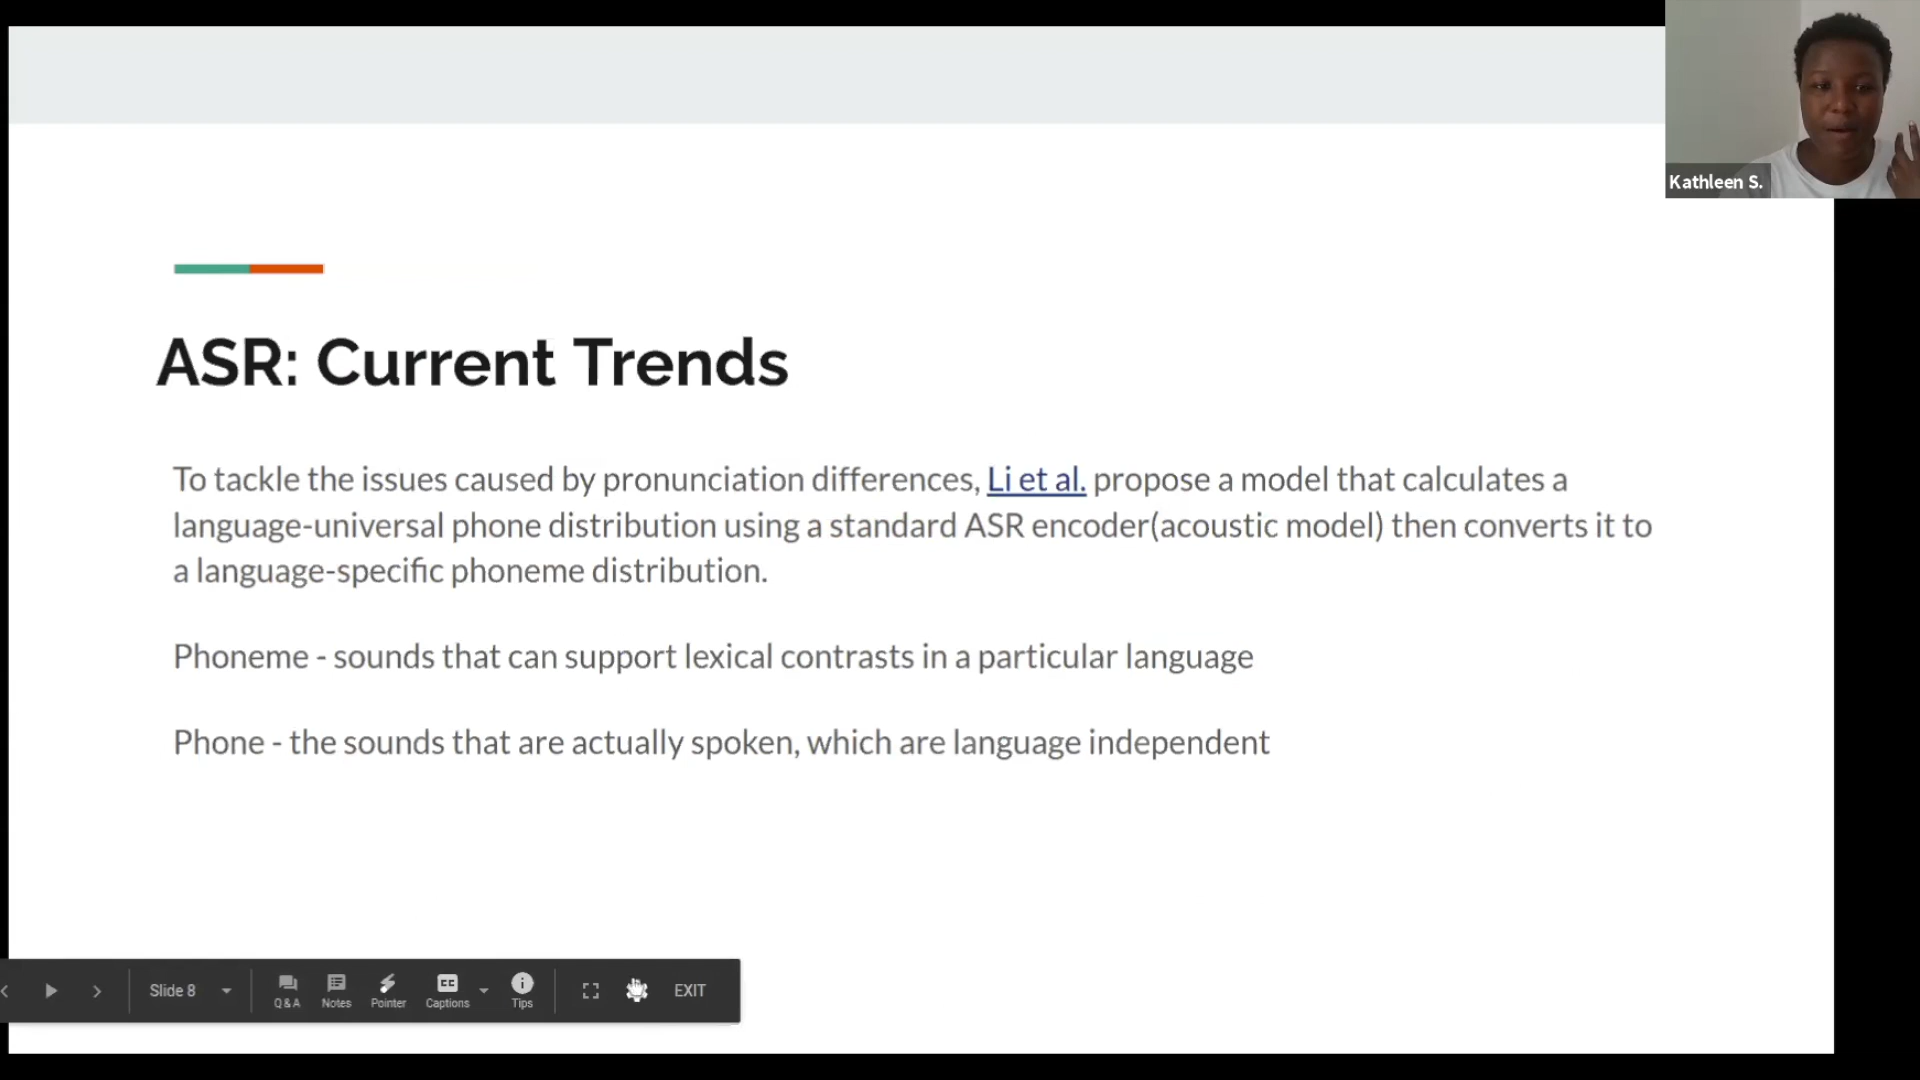 Kathleen S.
ASR: Current Trends
To tackle the issues caused by pronunciation differences, Li et al. propose a model that calculates a
language-universal phone distribution using a standard ASR encoder(acoustic model) then converts it to
a language-specific phoneme distribution.
Phoneme - sounds that can support lexical contrasts in a particular language
Phone - the sounds that are actually spoken, which are language independent
Slide 8
Q & A
Notes
Pointer
CC
Captions
Tips
EXIT